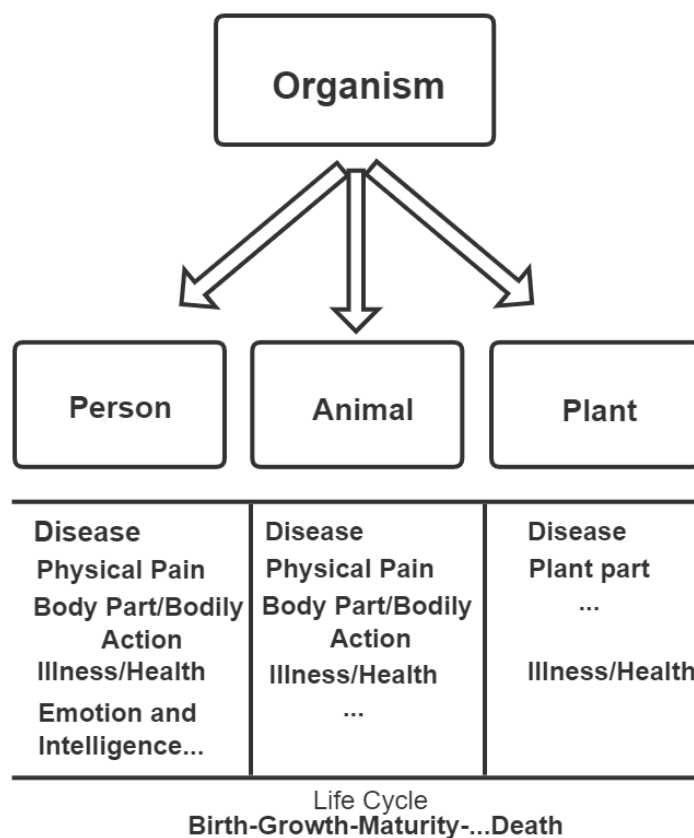 Organism
Person
Animal
Plant
Disease
Physical Pain
Body Part/Bodily
Action
Illness/Health
Emotion and
Intelligence...
Disease
Physical Pain
Body Part/Bodily
Action
Illness/Health
...
Disease
Plant part
...
Illness/Health
Life Cycle
Birth-Growth-Maturity-...Death